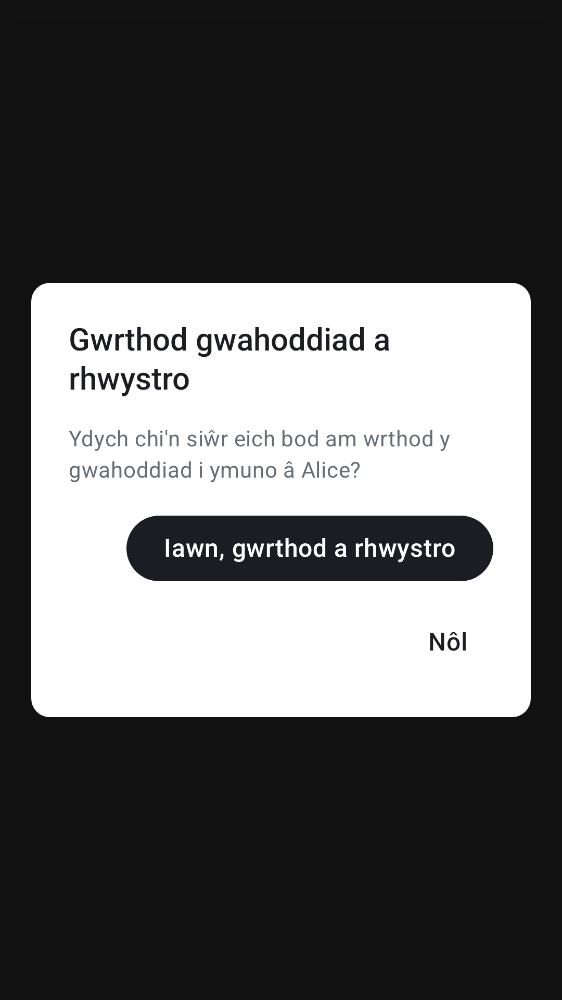 Gwrthod gwahoddiad a
rhwystro
Ydych chi'n siŵr eich bod am wrthod y
gwahoddiad i ymuno â Alice?
Iawn, gwrthod a rhwystro
Nôl